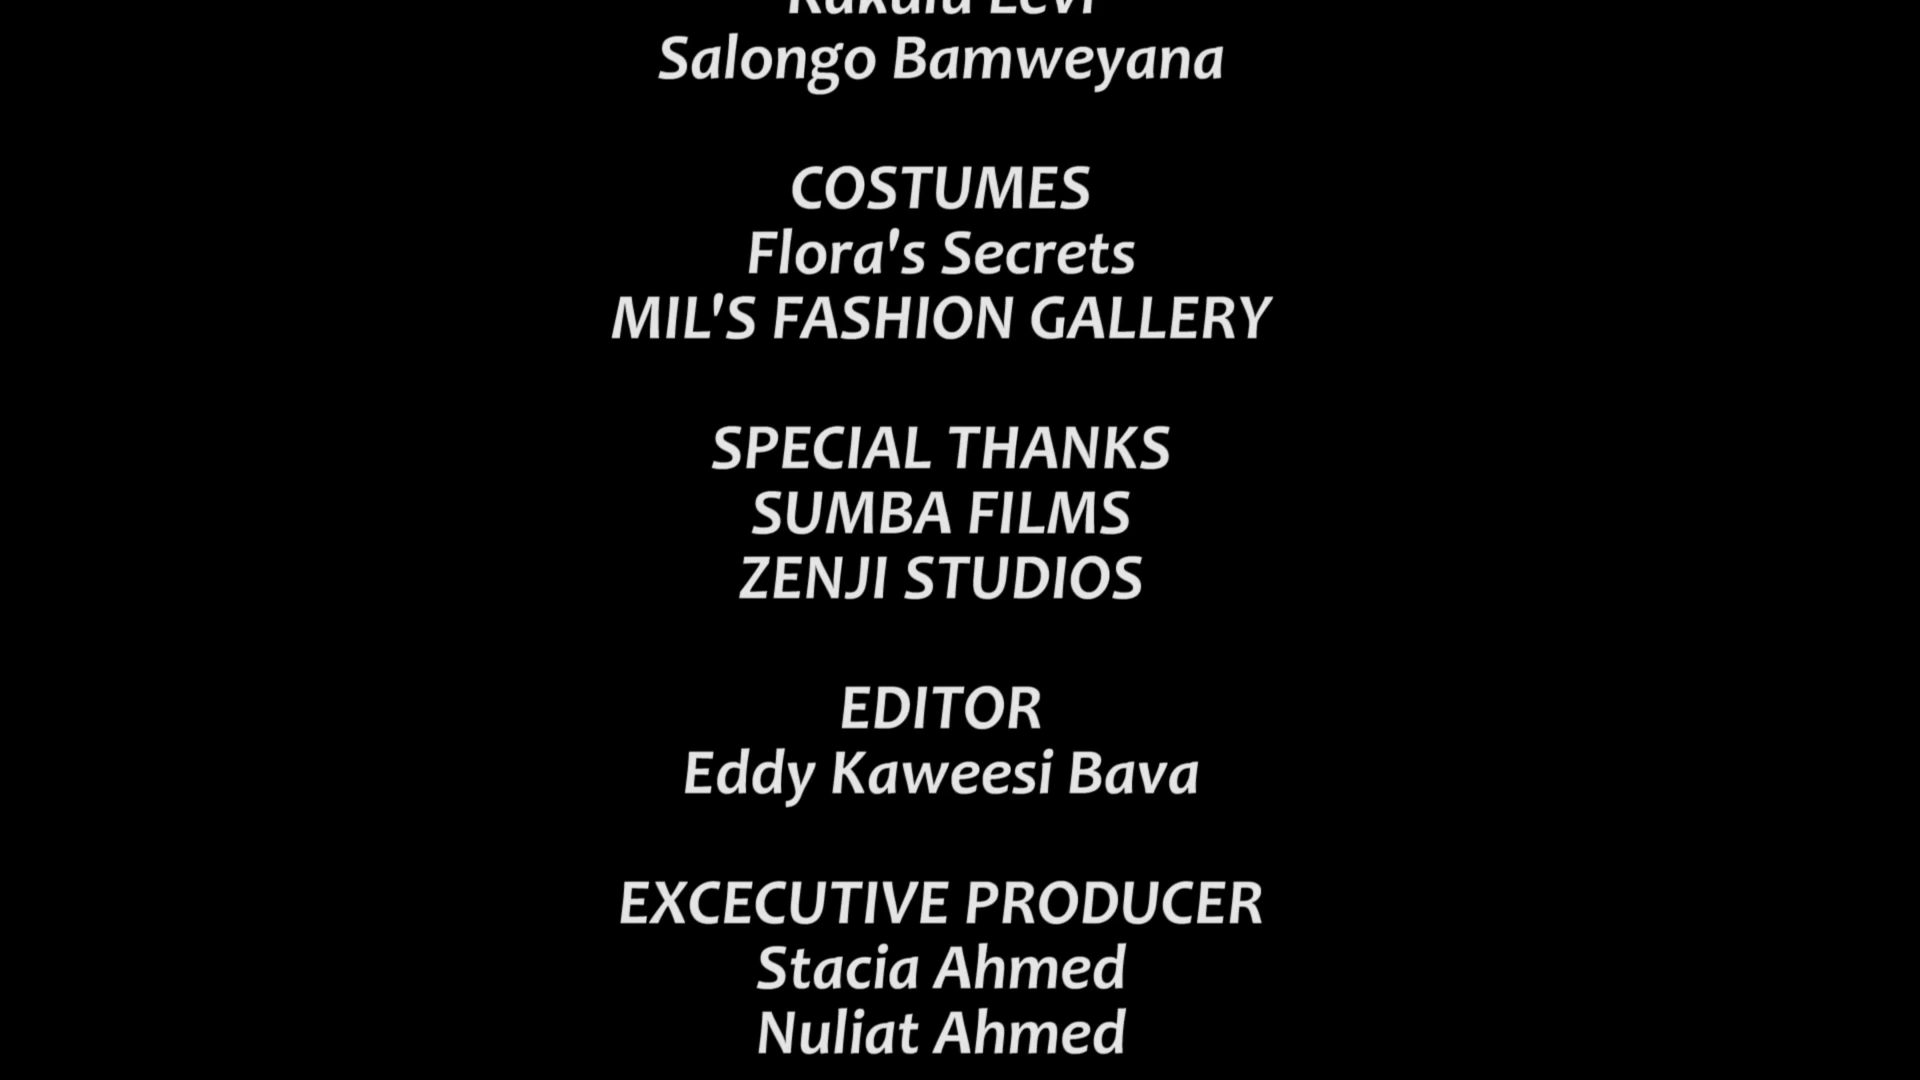 Levi
Salongo Bamweyana
COSTUMES
Flora's Secrets
MIL'S FASHION GALLERY
SPECIAL THANKS
SUMBA FILMS
ZENJI STUDIOS
EDITOR
Eddy Kaweesi Bava
EXCECUTIVE PRODUCER
Stacia Ahmed
Nuliat Ahmed